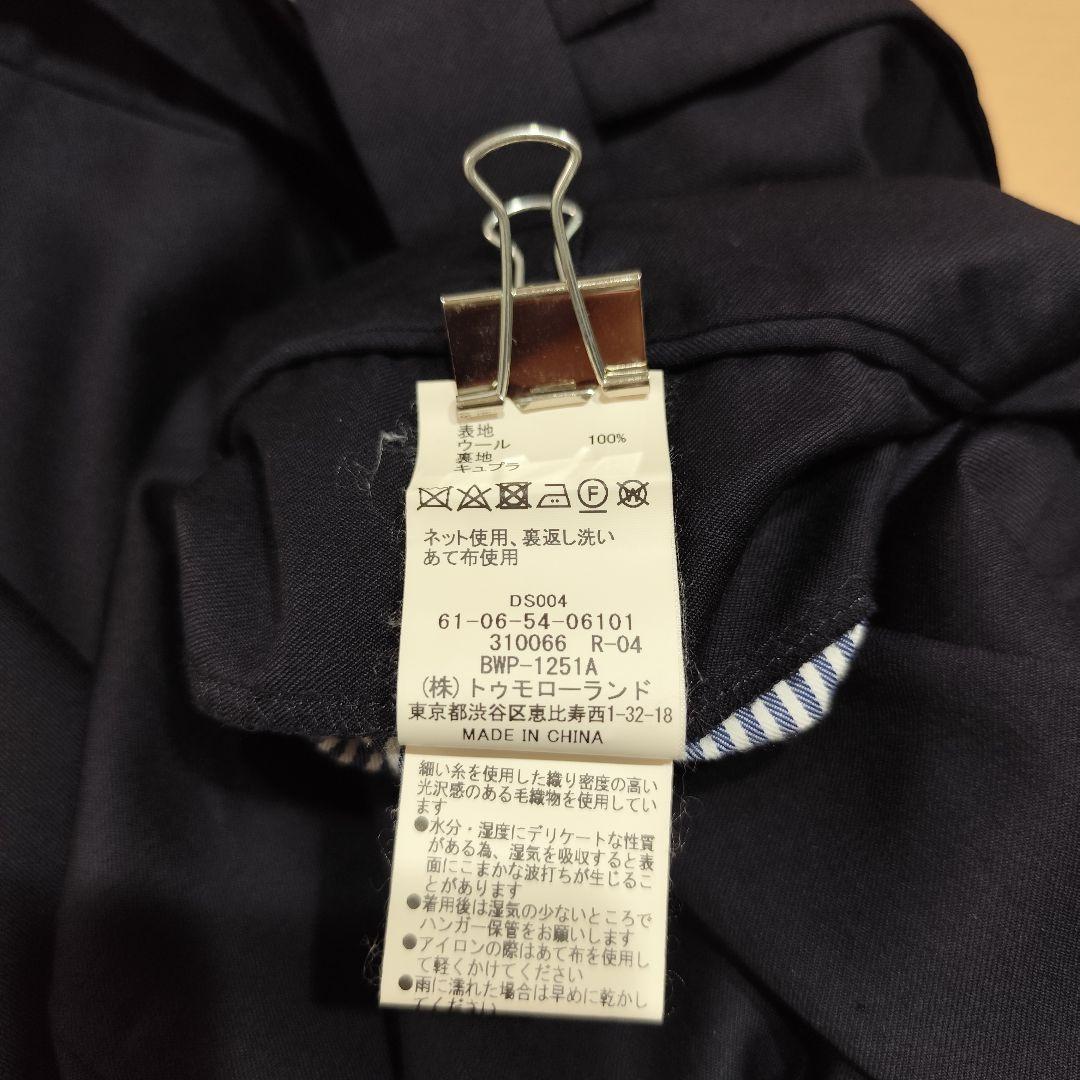 表地
ウール 100%
裏地
キュプラ
F W
ネット使用、裏返し洗い
あて布使用
DS004
61-06-54-06101
310066 R-04
BWP-1251A
(株)トゥモローランド
東京都渋谷区恵比寿西1-32-18
MADE IN CHINA
細い糸を使用した織り密度の高い
光沢感のある毛織物を使用してい
ます
●水分・湿度にデリケートな性質
がある為、湿気を吸収すると表
面にこまかな波打ちが生じるこ
とがあります
●着用後は湿気の少ないところで
ハンガー保管をお願いします
●アイロンの際はあて布を使用し
て軽くかけてください
●雨に濡れた場合は早めに乾かし
てください